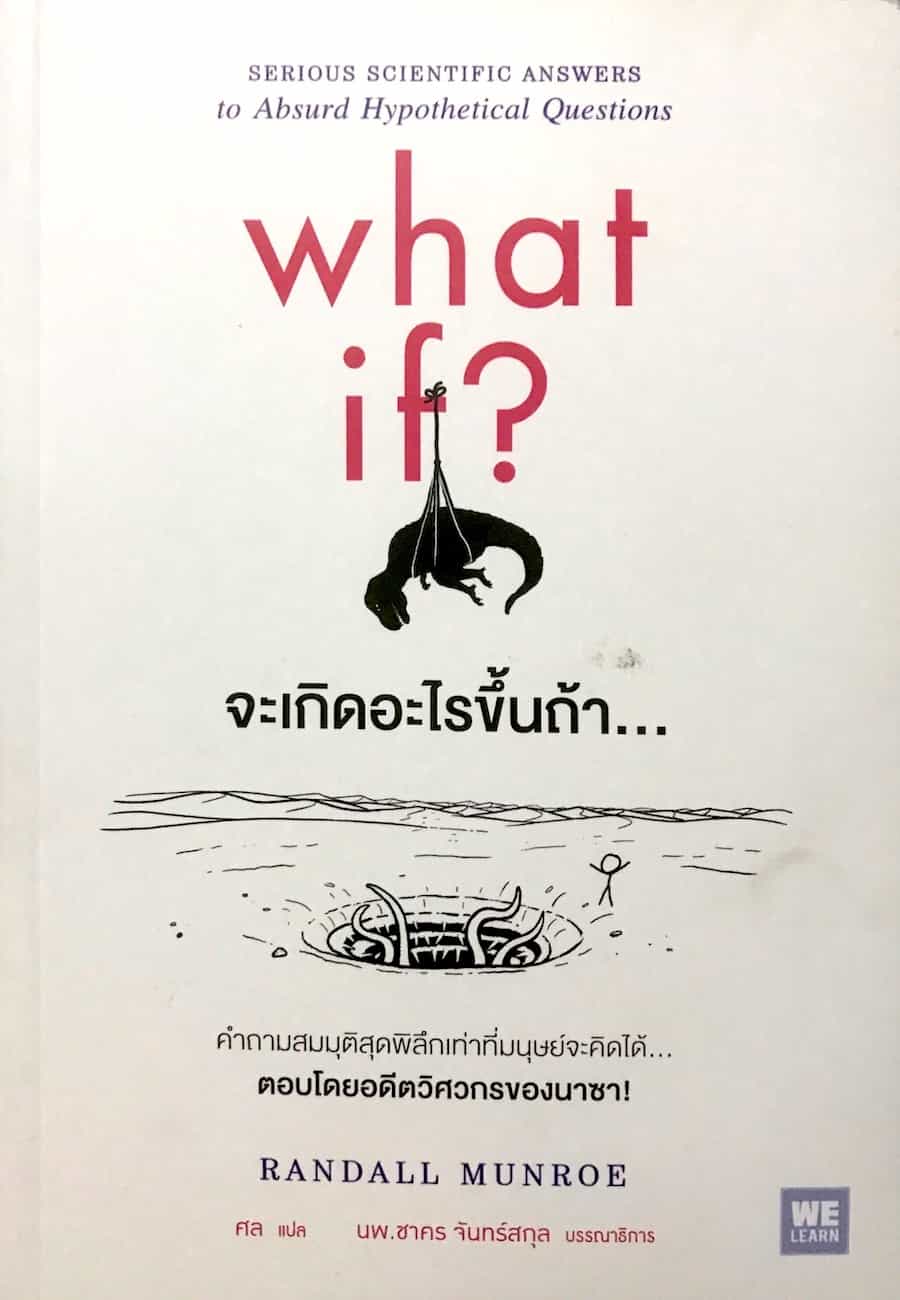 SERIOUS SCIENTIFIC ANSWERS
to Absurd Hypothetical Questions
what
if?
จะเกิดอะไรขึ้นถ้า...
คำถามสมมุติสุดพิลึกเท่าที่มนุษย์จะคิดได้...
ตอบโดยอดีตวิศวกรของนาซา!
RANDALL MUNROE
ศล แปล นพ.ชาคร จันทร์สกุล บรรณาธิการ
WE
LEARN